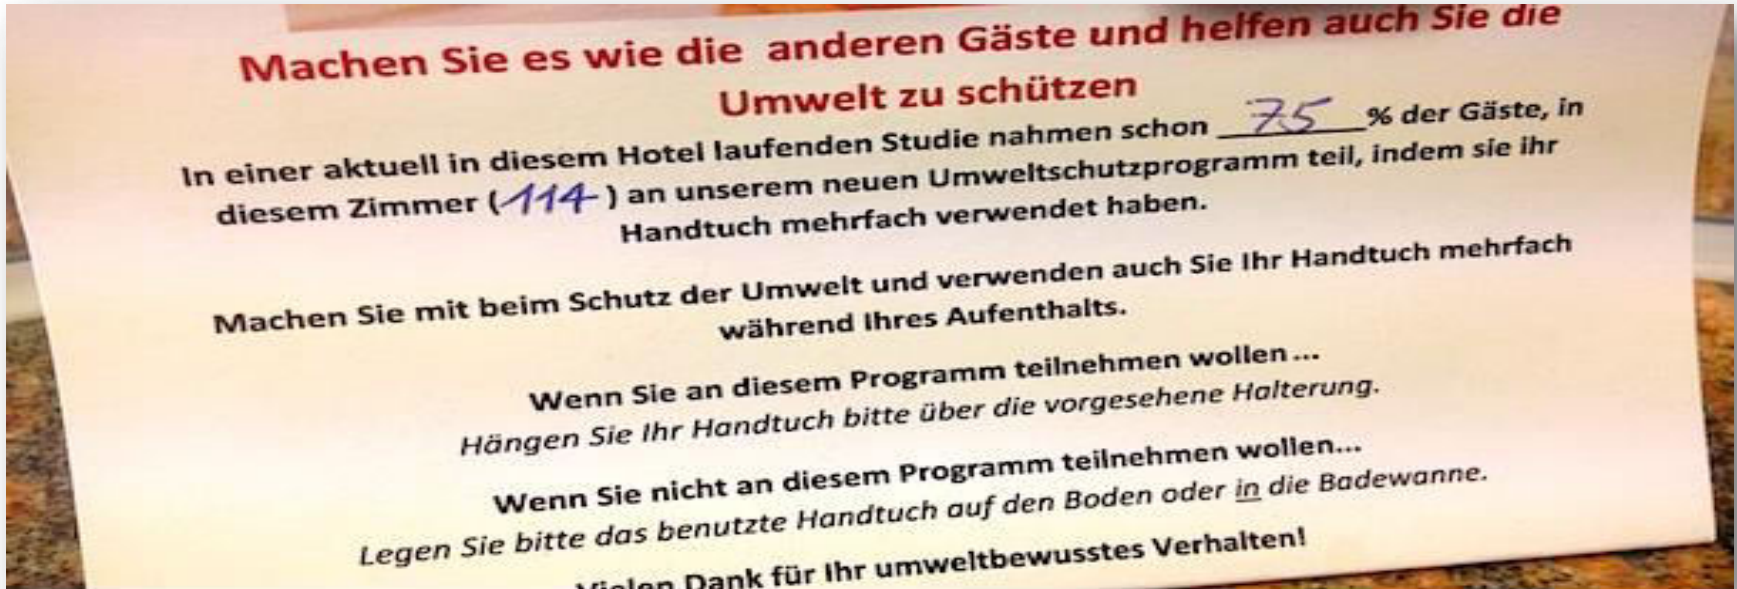 Machen Sie es wie die anderen Gäste und helfen auch Sie die
Umwelt zu schützen
In einer aktuell in diesem Hotel laufenden Studie nahmen schon 75 % der Gäste, in
diesem Zimmer (114) an unserem neuen Umweltschutzprogramm teil, indem sie ihr
Handtuch mehrfach verwendet haben.
Machen Sie mit beim Schutz der Umwelt und verwenden auch Sie Ihr Handtuch mehrfach
während Ihres Aufenthalts.
Wenn Sie an diesem Programm teilnehmen wollen ...
Hängen Sie Ihr Handtuch bitte über die vorgesehene Halterung.
Wenn Sie nicht an diesem Programm teilnehmen wollen...
Legen Sie bitte das benutzte Handtuch auf den Boden oder in die Badewanne.
Vielen Dank für Ihr umweltbewusstes Verhalten!